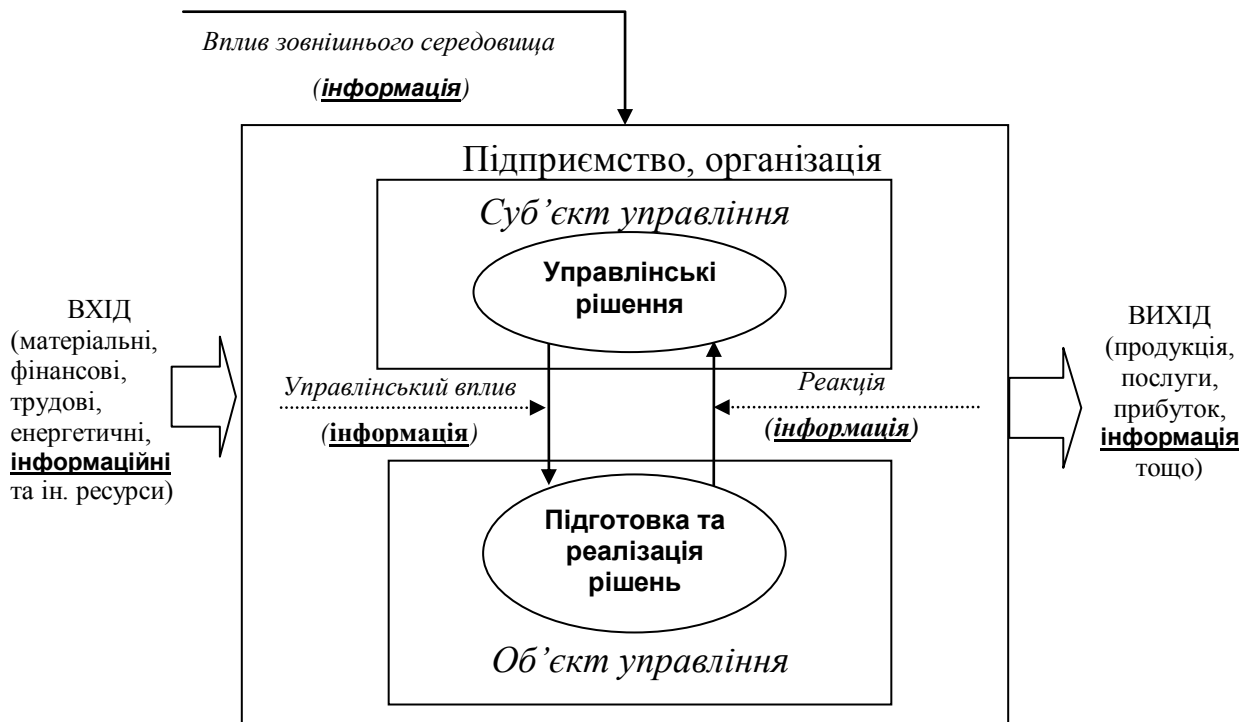 Вплив зовнішнього середовища
(інформація)
Підприємство, організація
Суб’єкт управління
Управлінські
рішення
ВХІД
(матеріальні,
фінансові,
трудові,
енергетичні,
інформаційні
та ін. ресурси)
Управлінський вплив
(інформація)
Реакція
(інформація)
ВИХІД
(продукція,
послуги,
прибуток,
інформація
тощо)
Підготовка та
реалізація
рішень
Об’єкт управління